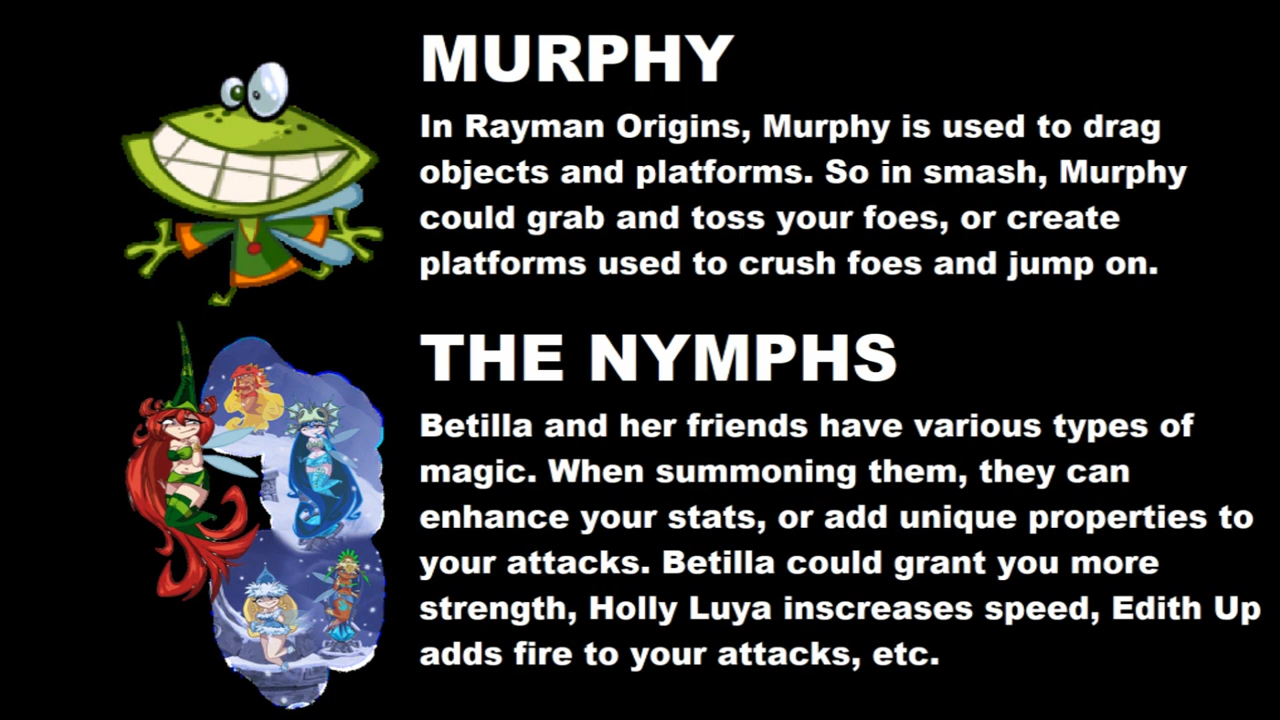 MURPHY
In Rayman Origins, Murphy is used to drag
objects and platforms. So in smash, Murphy
could grab and toss your foes, or create
platforms used to crush foes and jump on.
THE NYMPHS
Betilla and her friends have various types of
magic. When summoning them, they can
enhance your stats, or add unique properties to
your attacks. Betilla could grant you more
strength, Holly Luya inscreases speed, Edith Up
adds fire to your attacks, etc.